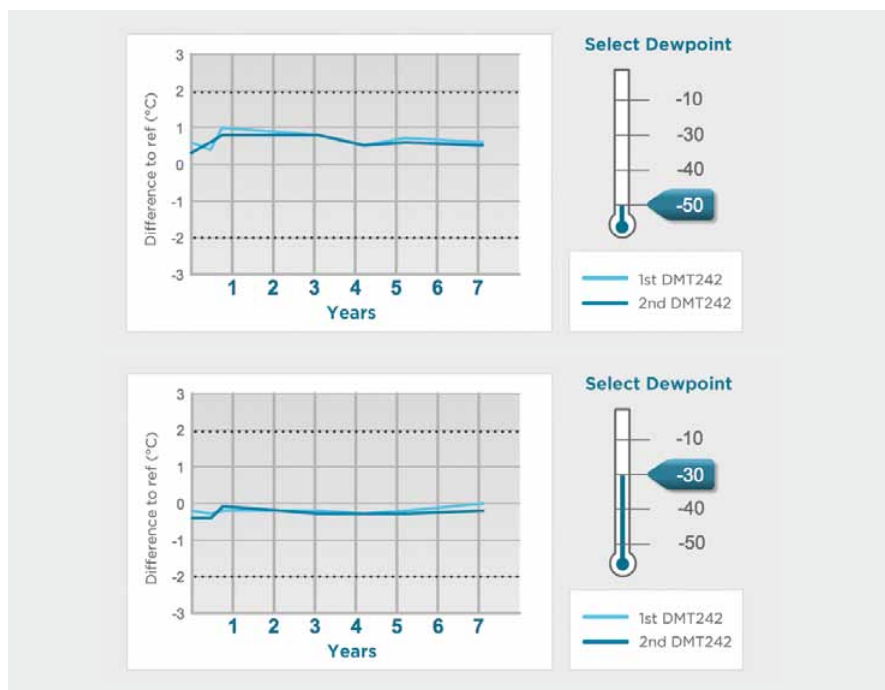 Select Dewpoint
Difference to ref (°C)
3
2
1
0
-1
-2
-3
1 2 3 4 5 6 7
Years
-10
-30
-40
-50
1st DMT242
2nd DMT242
Select Dewpoint
Difference to ref (°C)
3
2
1
0
-1
-2
-3
1 2 3 4 5 6 7
Years
-10
-30
-40
-50
1st DMT242
2nd DMT242